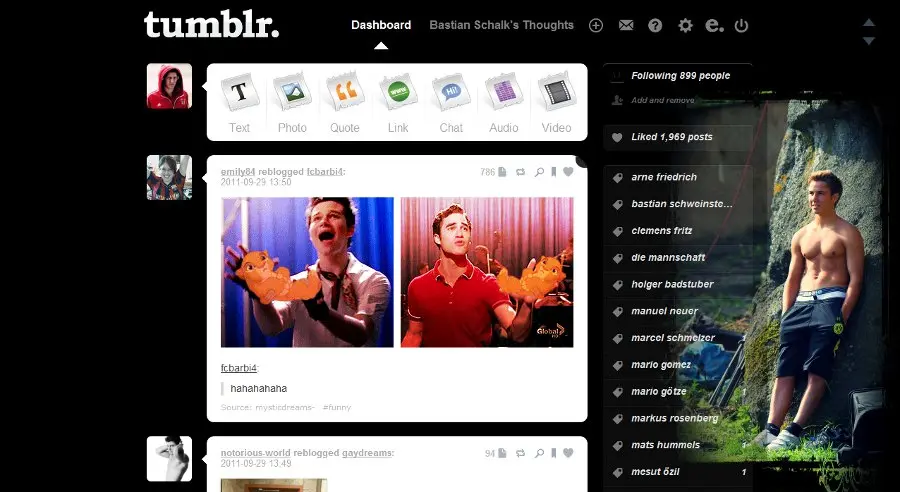 tumblr.
Dashboard
Bastian Schalk's Thoughts
Text
Photo
Quote
Link
Chat
Audio
Video
T
WWW
Hi!
emily84 reblogged fcbarbi4:
2011-09-29 13:50
786
Global
HD
fcbarbi4:
hahahahaha
Source: mysticdreams- #funny
notorious-world reblogged gaydreams:
2011-09-29 13:49
94
Following 899 people
Add and remove
Liked 1,969 posts
arne friedrich
bastian schweinste...
clemens fritz
die mannschaft
holger badstuber
manuel neuer
marcel schmelzer 1
mario gomez
mario götze 1
markus rosenberg
mats hummels 1
mesut özil 1